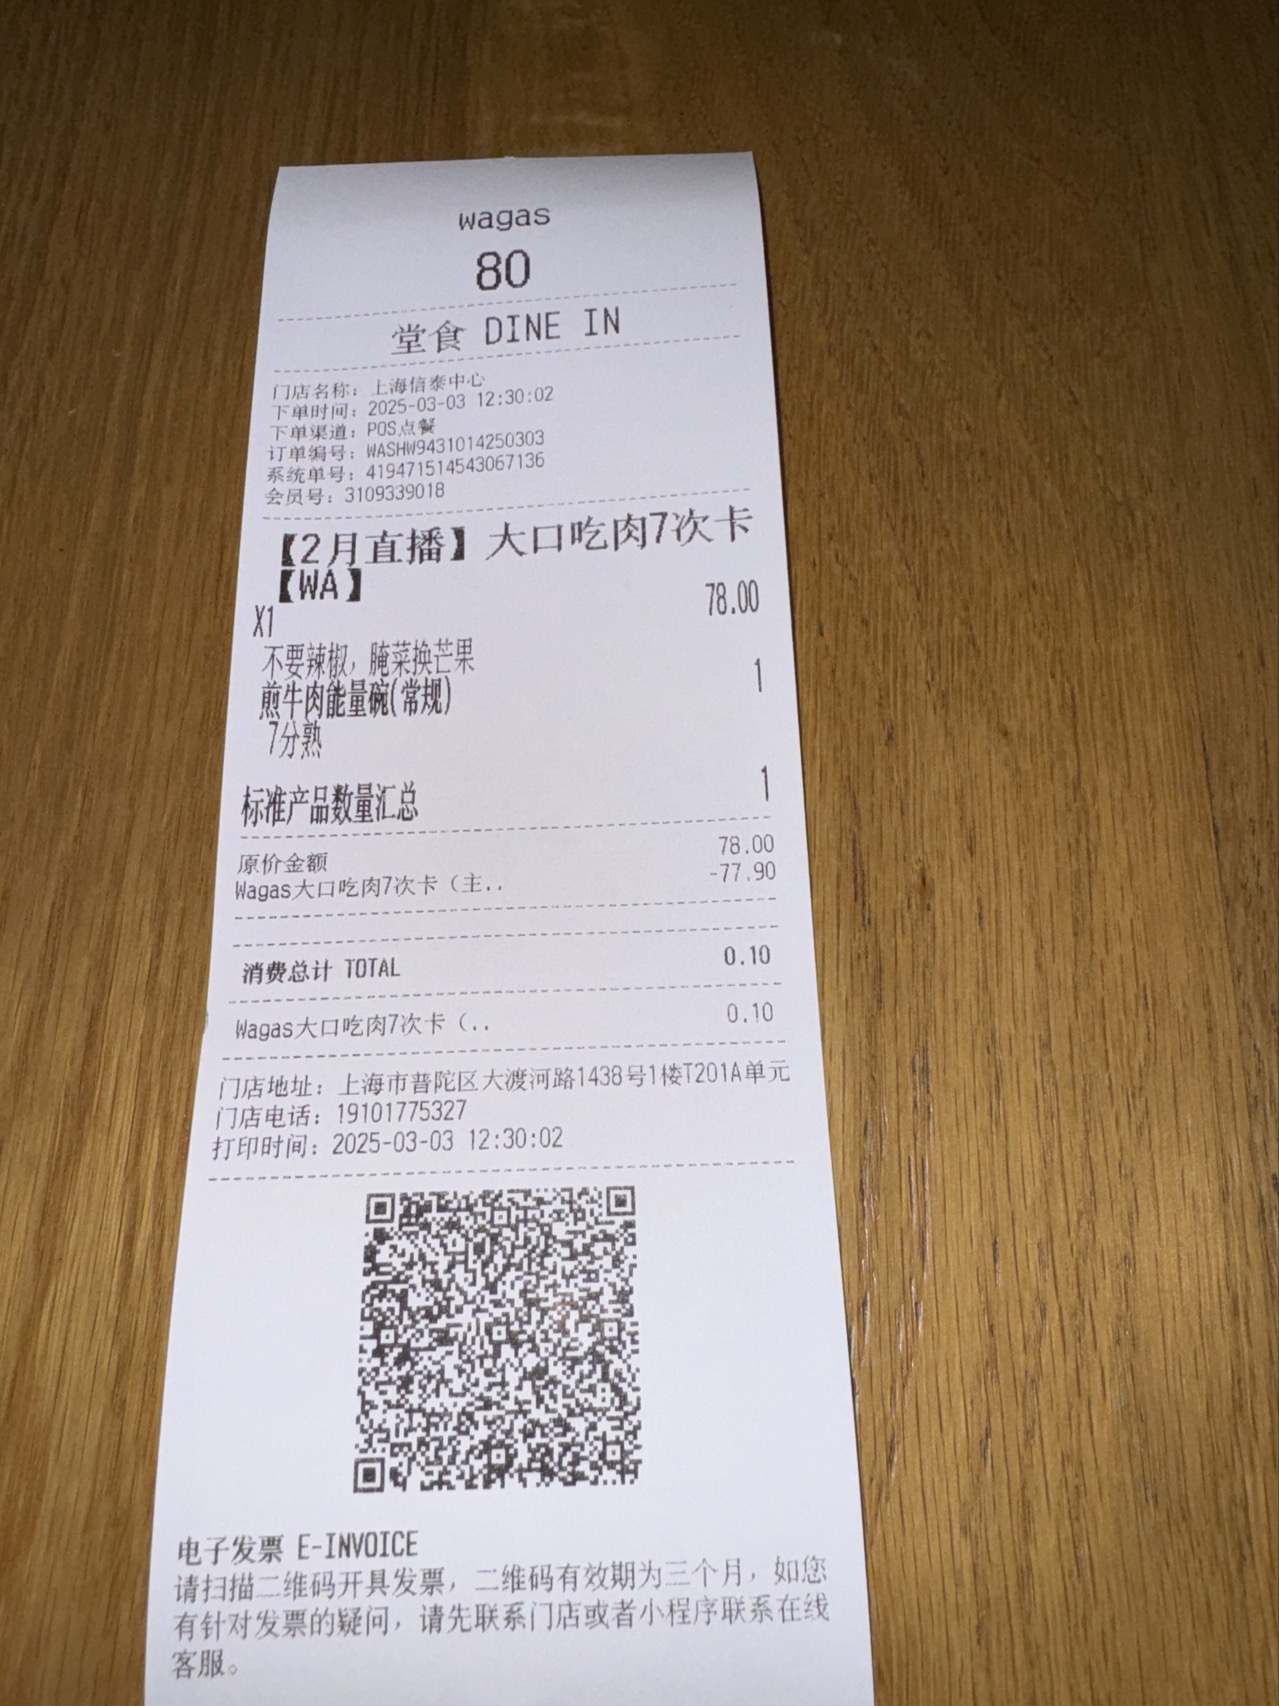 wagas
80
堂食 DINE IN
门店名称：上海信泰中心
下单时间：2025-03-03 12:30:02
下单渠道：POS点餐
订单编号：WASHW9431014250303
系统单号：419471514543067136
会员号：3109339018
【2月直播】大口吃肉7次卡
【WA】
X1 78.00
不要辣椒，腌菜换芒果
煎牛肉能量碗(常规) 1
7分熟
标准产品数量汇总 1
原价金额 78.00
Wagas大口吃肉7次卡（主.. -77.90
消费总计 TOTAL 0.10
Wagas大口吃肉7次卡（.. 0.10
门店地址：上海市普陀区大渡河路1438号1楼T201A单元
门店电话：19101775327
打印时间：2025-03-03 12:30:02
电子发票 E-INVOICE
请扫描二维码开具发票，二维码有效期为三个月，如您
有针对发票的疑问，请先联系门店或者小程序联系在线
客服。